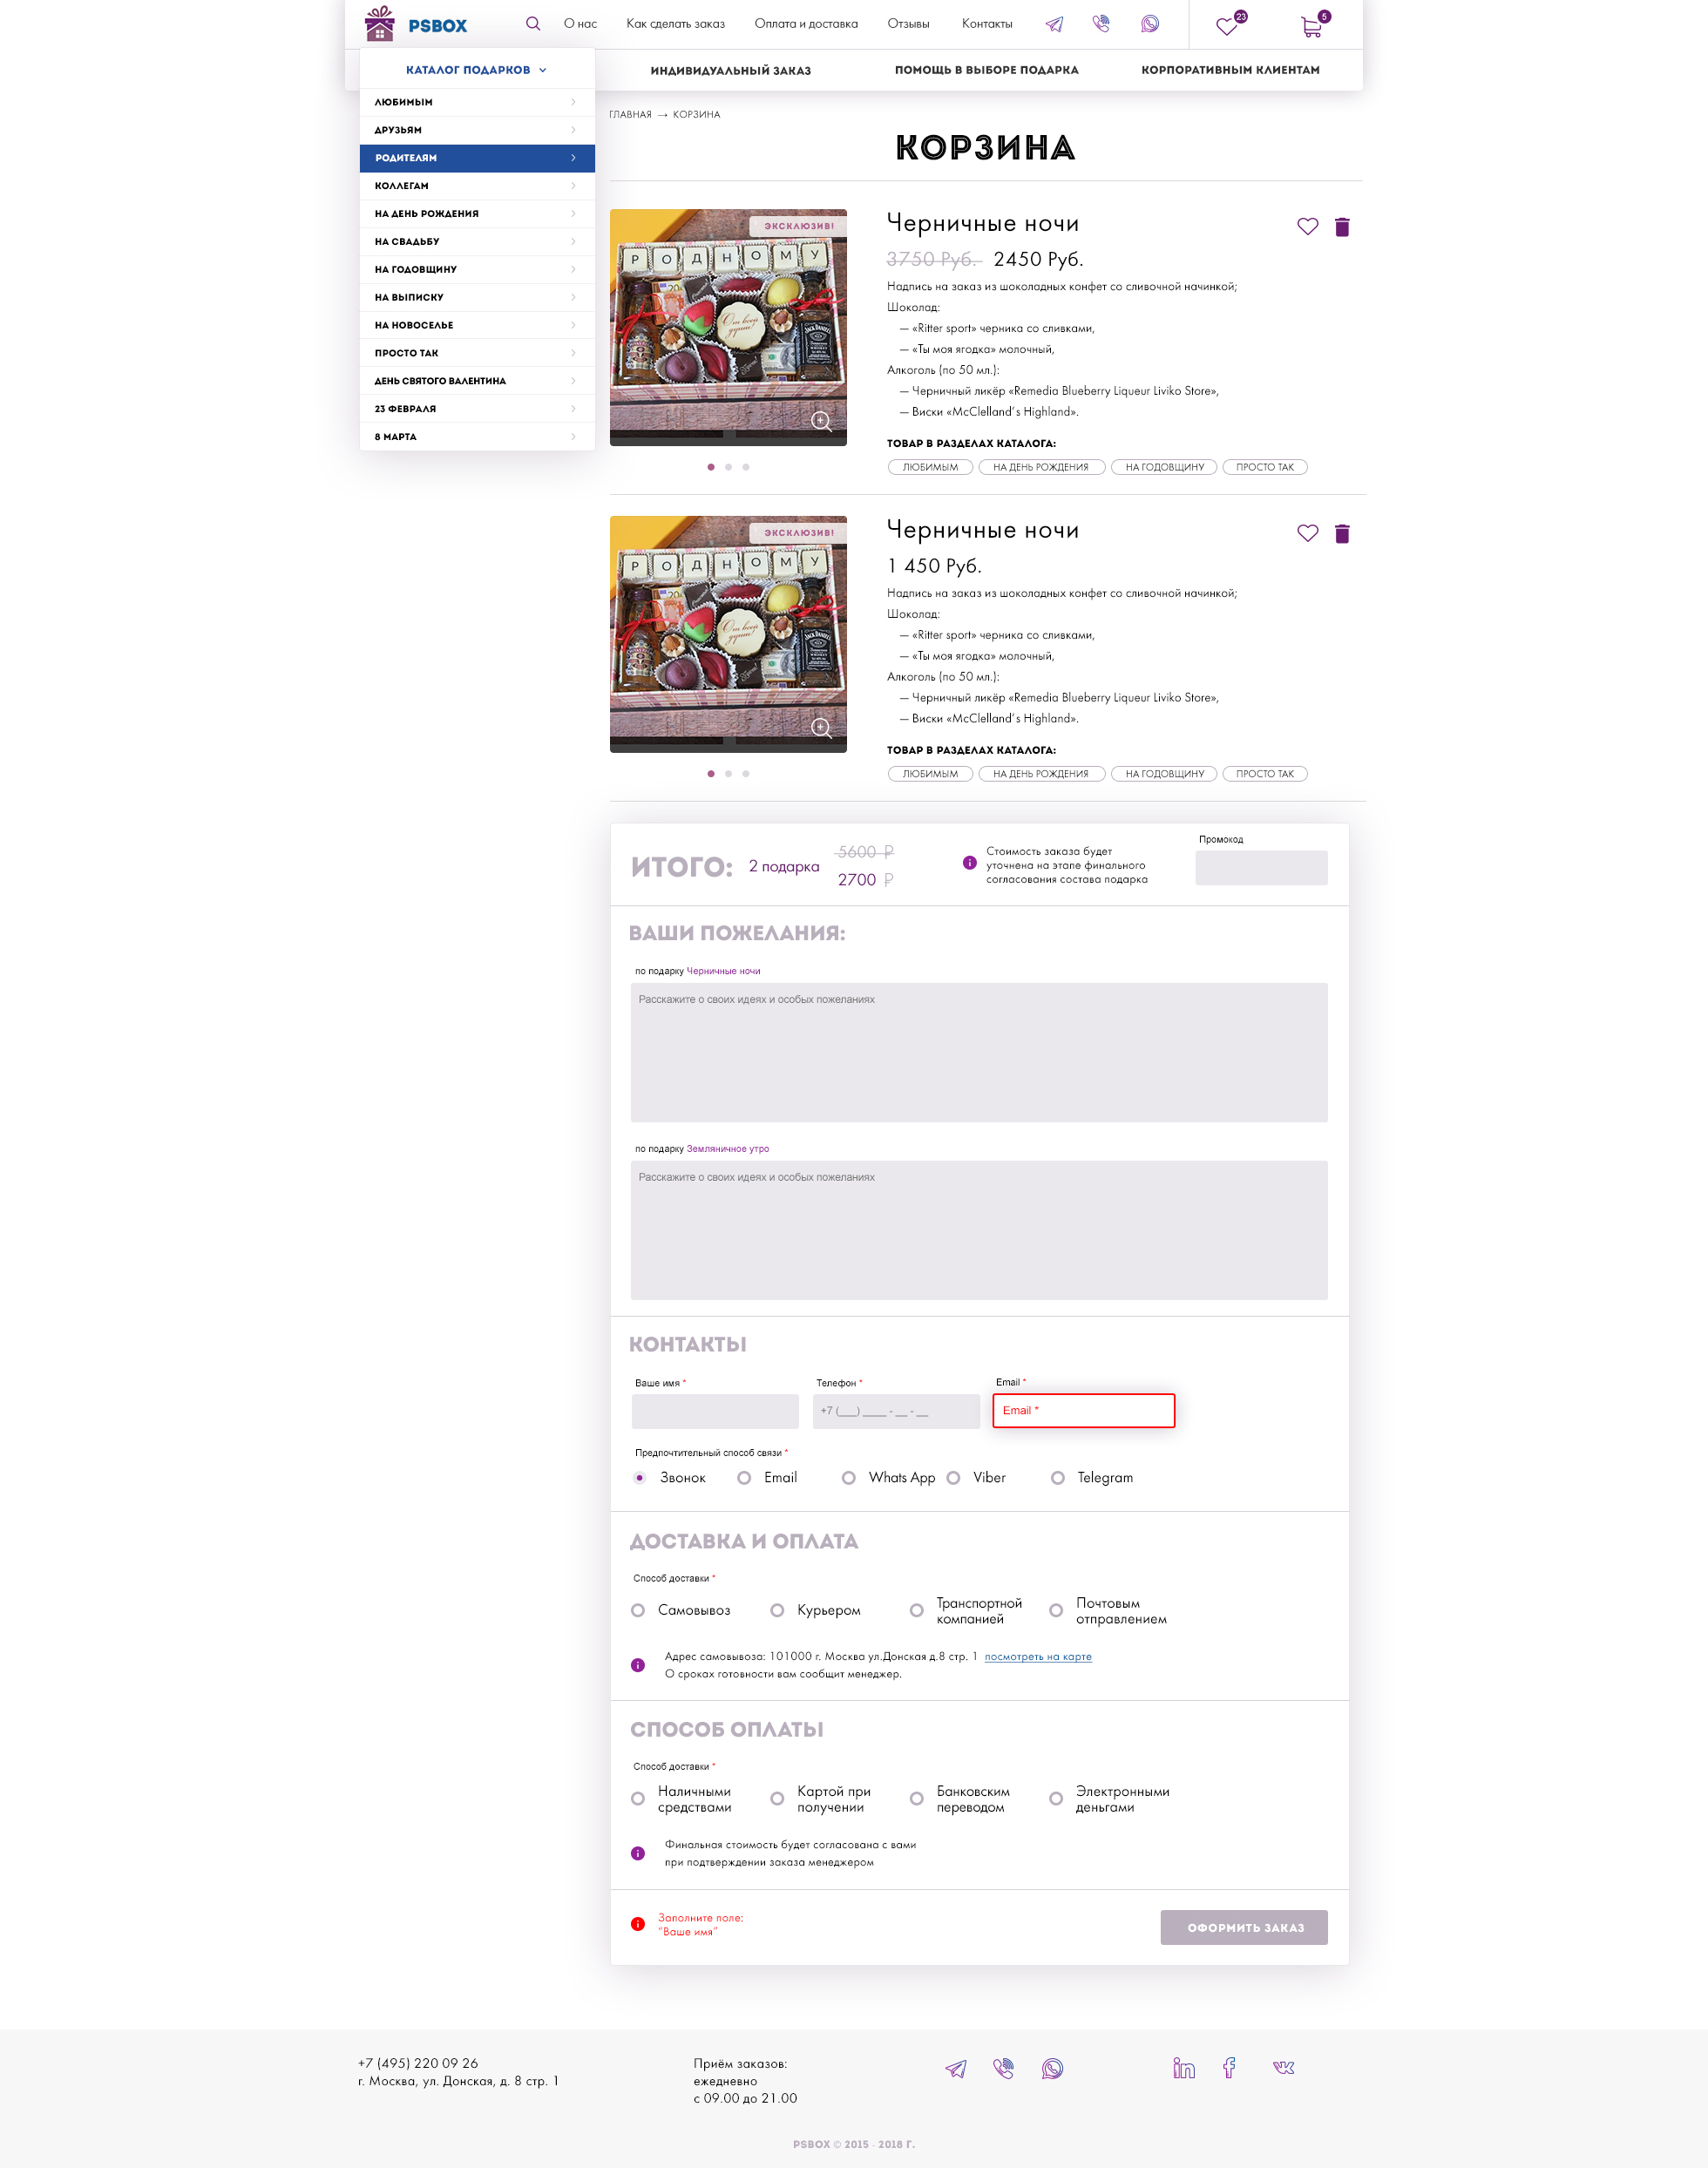 PSBOX
О нас
Как сделать заказ
Оплата и доставка
Отзывы
Контакты
23
5
КАТАЛОГ ПОДАРКОВ
ИНДИВИДУАЛЬНЫЙ ЗАКАЗ
ПОМОЩЬ В ВЫБОРЕ ПОДАРКА
КОРПОРАТИВНЫМ КЛИЕНТАМ
ЛЮБИМЫМ
ДРУЗЬЯМ
РОДИТЕЛЯМ
КОЛЛЕГАМ
НА ДЕНЬ РОЖДЕНИЯ
НА СВАДЬБУ
НА ГОДОВЩИНУ
НА ВЫПИСКУ
НА НОВОСЕЛЬЕ
ПРОСТО ТАК
ДЕНЬ СВЯТОГО ВАЛЕНТИНА
23 ФЕВРАЛЯ
8 МАРТА
ГЛАВНАЯ → КОРЗИНА
КОРЗИНА
ЭКСКЛЮЗИВ!
РОДНОМУ
От всей души!
JACK DANIEL'S
Черничные ночи
3750 Руб. 2450 Руб.
Надпись на заказ из шоколадных конфет со сливочной начинкой;
Шоколад:
— «Ritter sport» черника со сливками,
— «Ты моя ягодка» молочный,
Алкоголь (по 50 мл.):
— Черничный ликёр «Remedia Blueberry Liqueur Liviko Store»,
— Виски «McClelland's Highland».
ТОВАР В РАЗДЕЛАХ КАТАЛОГА:
ЛЮБИМЫМ
НА ДЕНЬ РОЖДЕНИЯ
НА ГОДОВЩИНУ
ПРОСТО ТАК
ЭКСКЛЮЗИВ!
РОДНОМУ
От всей души!
JACK DANIEL'S
Черничные ночи
1 450 Руб.
Надпись на заказ из шоколадных конфет со сливочной начинкой;
Шоколад:
— «Ritter sport» черника со сливками,
— «Ты моя ягодка» молочный,
Алкоголь (по 50 мл.):
— Черничный ликёр «Remedia Blueberry Liqueur Liviko Store»,
— Виски «McClelland's Highland».
ТОВАР В РАЗДЕЛАХ КАТАЛОГА:
ЛЮБИМЫМ
НА ДЕНЬ РОЖДЕНИЯ
НА ГОДОВЩИНУ
ПРОСТО ТАК
ИТОГО:
2 подарка
5600 ₽
2700 ₽
Стоимость заказа будет
уточнена на этапе финального
согласования состава подарка
Промокод
ВАШИ ПОЖЕЛАНИЯ:
по подарку Черничные ночи
Расскажите о своих идеях и особых пожеланиях
по подарку Земляничное утро
Расскажите о своих идеях и особых пожеланиях
КОНТАКТЫ
Ваше имя *
Телефон *
Email *
+7 (___) ____ - __ - __
Email *
Предпочтительный способ связи *
Звонок
Email
Whats App
Viber
Telegram
ДОСТАВКА И ОПЛАТА
Способ доставки *
Самовывоз
Курьером
Транспортной
компанией
Почтовым
отправлением
Адрес самовывоза: 101000 г. Москва ул.Донская д.8 стр. 1 посмотреть на карте
О сроках готовности вам сообщит менеджер.
СПОСОБ ОПЛАТЫ
Способ доставки *
Наличными
средствами
Картой при
получении
Банковским
переводом
Электронными
деньгами
Финальная стоимость будет согласована с вами
при подтверждении заказа менеджером
Заполните поле:
"Ваше имя"
ОФОРМИТЬ ЗАКАЗ
+7 (495) 220 09 26
г. Москва, ул. Донская, д. 8 стр. 1
Приём заказов:
ежедневно
с 09.00 до 21.00
PSBOX © 2015 - 2018 Г.